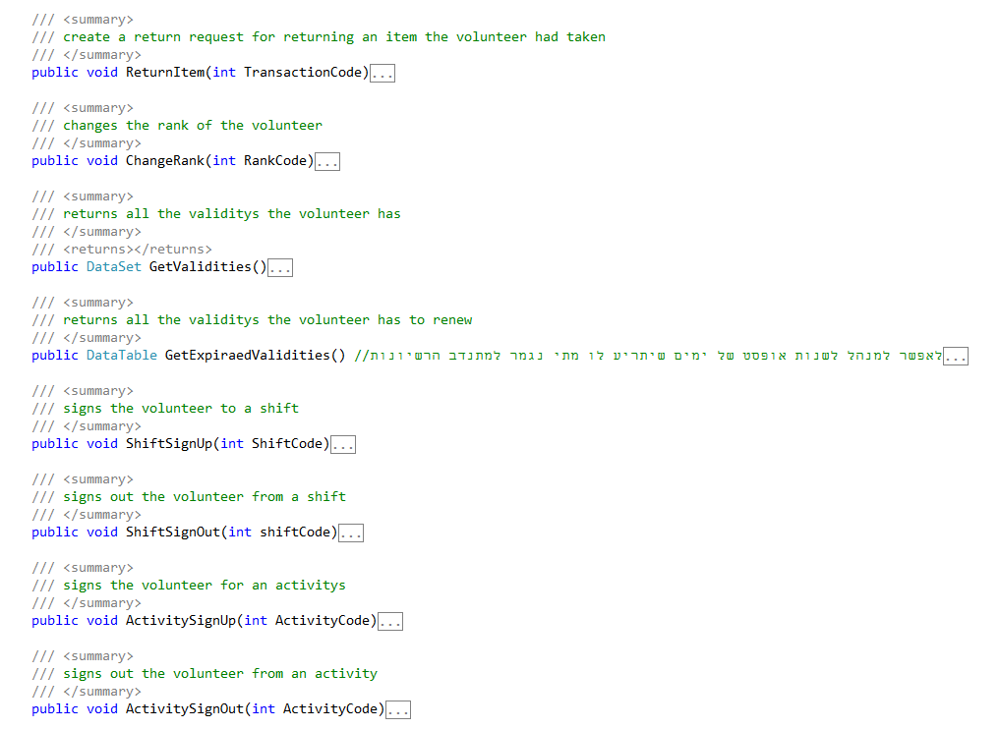 /// <summary>
/// create a return request for returning an item the volunteer had taken
/// </summary>
public void ReturnItem(int TransactionCode)...
/// <summary>
/// changes the rank of the volunteer
/// </summary>
public void ChangeRank(int RankCode)...
/// <summary>
/// returns all the validitys the volunteer has
/// </summary>
/// <returns></returns>
public DataSet GetValidities()...
/// <summary>
/// returns all the validitys the volunteer has to renew
/// </summary>
public DataTable GetExpiraedValidities() //לאפשר למנהל לשנות אופסט של ימים שיתריע לו מתי נגמר למתנדב הרשיונות...
/// <summary>
/// signs the volunteer to a shift
/// </summary>
public void ShiftSignUp(int ShiftCode)...
/// <summary>
/// signs out the volunteer from a shift
/// </summary>
public void ShiftSignOut(int shiftCode)...
/// <summary>
/// signs the volunteer for an activitys
/// </summary>
public void ActivitySignUp(int ActivityCode)...
/// <summary>
/// signs out the volunteer from an activity
/// </summary>
public void ActivitySignOut(int ActivityCode)...